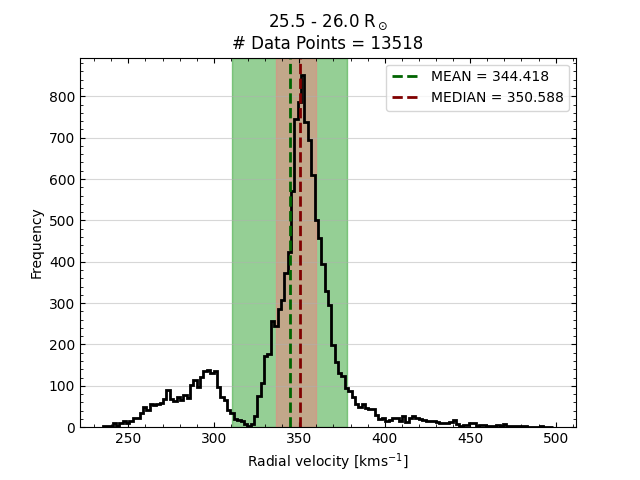 25.5 - 26.0 R⊙
# Data Points = 13518
MEAN = 344.418
MEDIAN = 350.588
800
700
600
500
400
300
200
100
0
Frequency
250 300 350 400 450 500
Radial velocity [kms⁻¹]